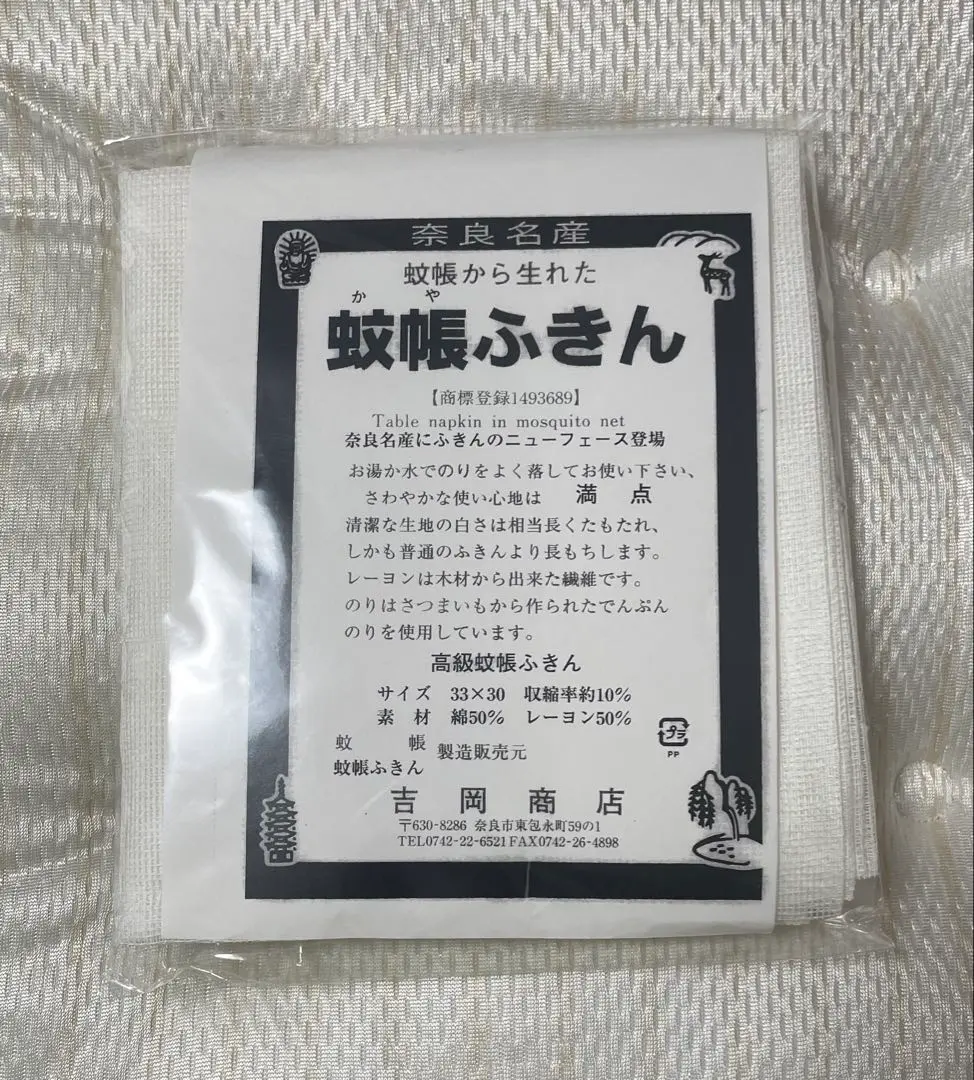 奈良名産
蚊帳から生れた
かや
蚊帳ふきん
【商標登録1493689】
Table napkin in mosquito net
奈良名産にふきんのニューフェース登場
お湯か水でのりをよく落してお使い下さい、
さわやかな使い心地は 満点
清潔な生地の白さは相当長くたもたれ、
しかも普通のふきんより長もちします。
レーヨンは木材から出来た繊維です。
のりはさつまいもから作られたでんぷん
のりを使用しています。
高級蚊帳ふきん
サイズ 33×30 収縮率約10%
素材 綿50% レーヨン50%
蚊帳
蚊帳ふきん 製造販売元
プラ
PP
吉岡商店
〒630-8286 奈良市東包永町59の1
TEL0742-22-6521 FAX0742-26-4898